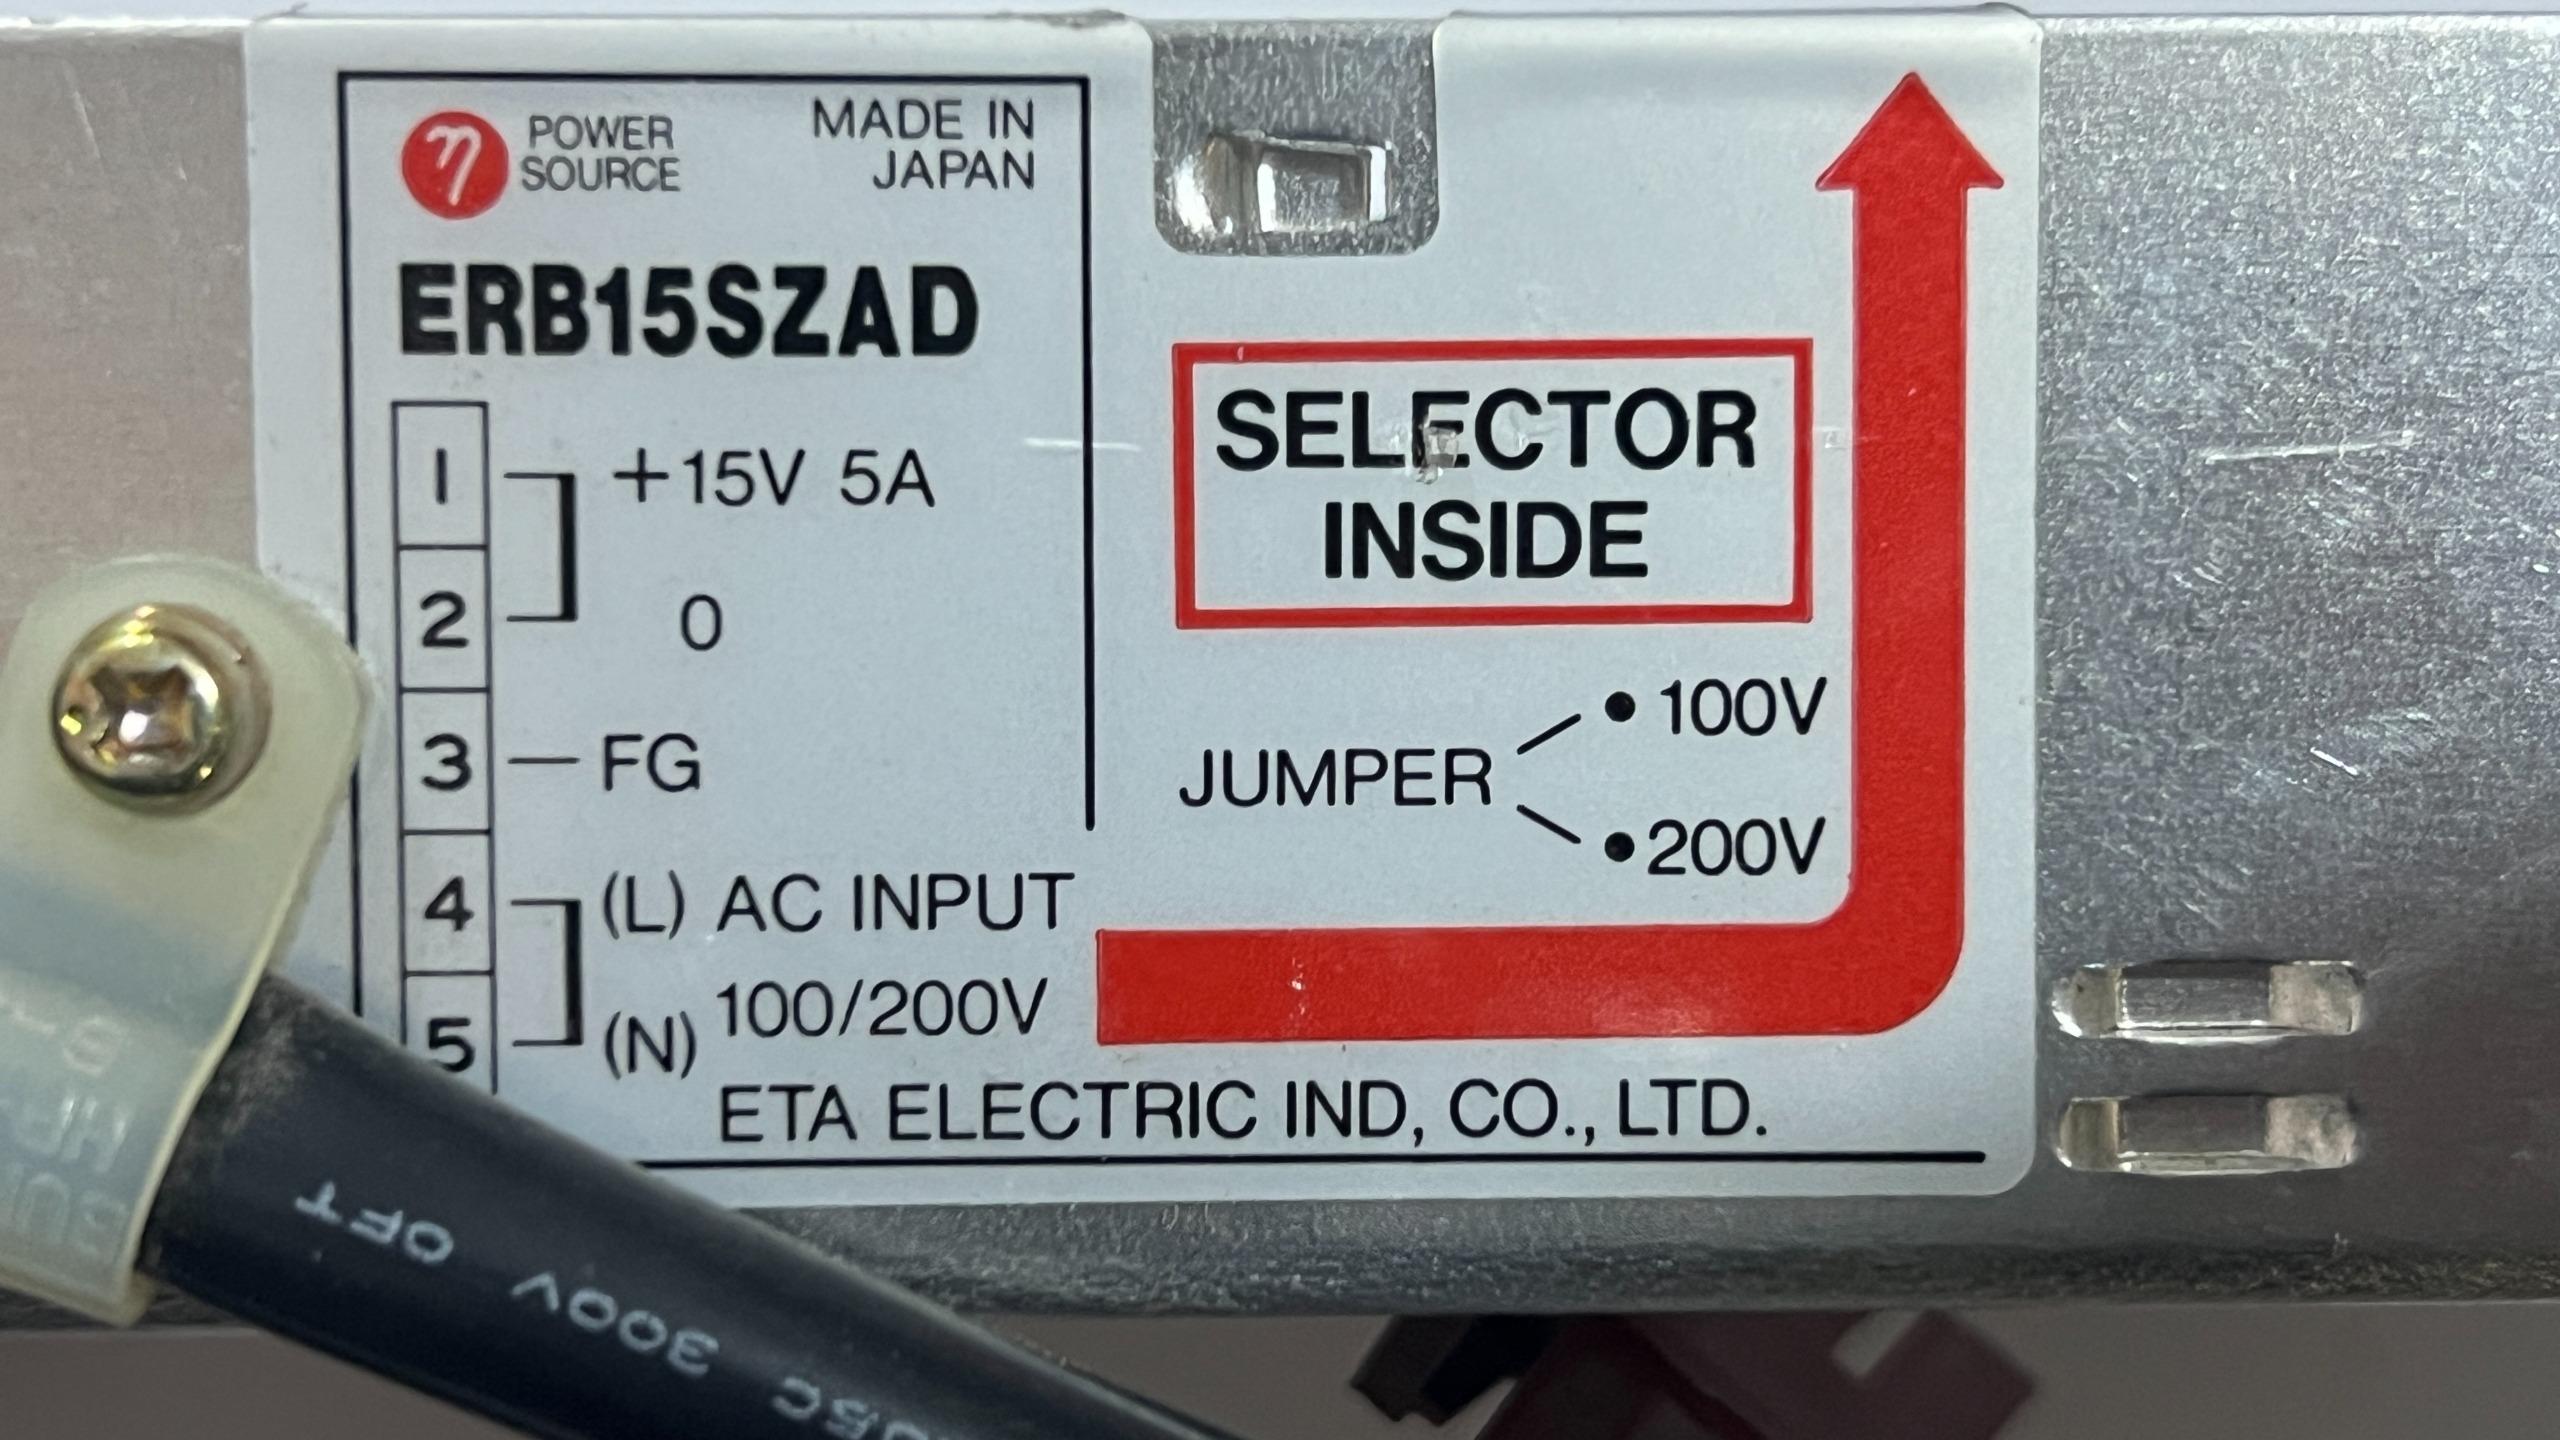 η POWER
SOURCE
MADE IN
JAPAN
ERB15SZAD
1 +15V 5A
2 0
3 FG
4 (L) AC INPUT
5 (N) 100/200V
SELECTOR
INSIDE
JUMPER
•100V
•200V
ETA ELECTRIC IND, CO., LTD.
300V OFT